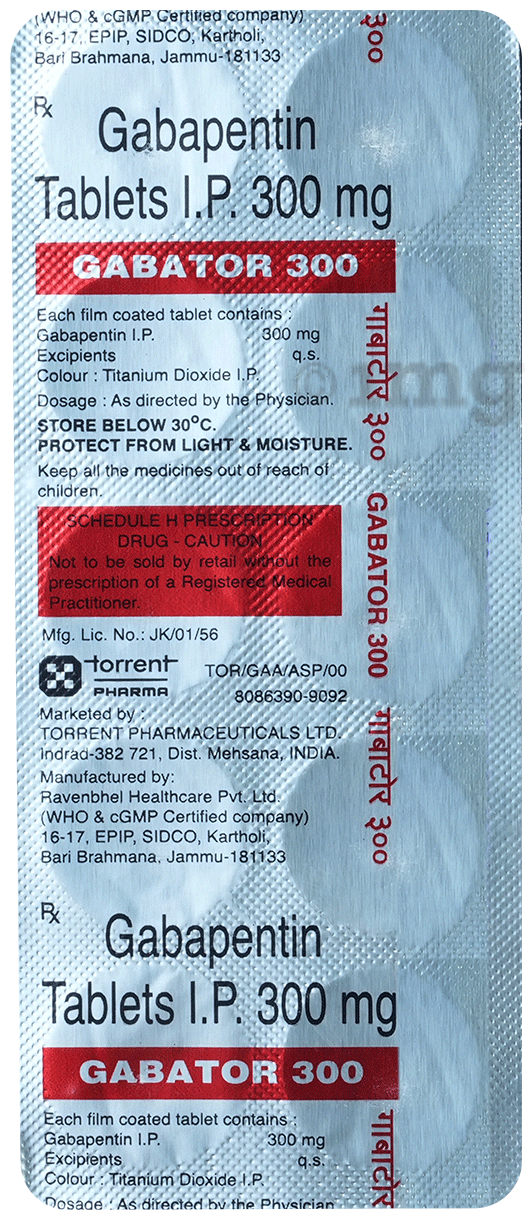 (WHO & cGMP Certified company)
16-17, EPIP, SIDCO, Kartholi,
Bari Brahmana, Jammu-181133
३००
Rx
Gabapentin
Tablets I.P. 300 mg
GABATOR 300
Each film coated tablet contains :
Gabapentin I.P. 300 mg
Excipients q.s.
Colour : Titanium Dioxide I.P.
Dosage : As directed by the Physician.
STORE BELOW 30°C.
PROTECT FROM LIGHT & MOISTURE.
Keep all the medicines out of reach of
children.
SCHEDULE H PRESCRIPTION
DRUG - CAUTION
Not to be sold by retail without the
prescription of a Registered Medical
Practitioner.
Mfg. Lic. No.: JK/01/56
torrent
PHARMA
TOR/GAA/ASP/00
8086390-9092
Marketed by :
TORRENT PHARMACEUTICALS LTD.
Indrad-382 721, Dist. Mehsana, INDIA.
Manufactured by:
Ravenbhel Healthcare Pvt. Ltd.
(WHO & cGMP Certified company)
16-17, EPIP, SIDCO, Kartholi,
Bari Brahmana, Jammu-181133
गाबाटोर ३००
GABATOR 300
गाबाटोर ३००
Rx
Gabapentin
Tablets I.P. 300 mg
GABATOR 300
Each film coated tablet contains :
Gabapentin I.P. 300 mg
Excipients q.s.
Colour : Titanium Dioxide I.P.
Dosage : As directed by the Physician.
गाबाटोर